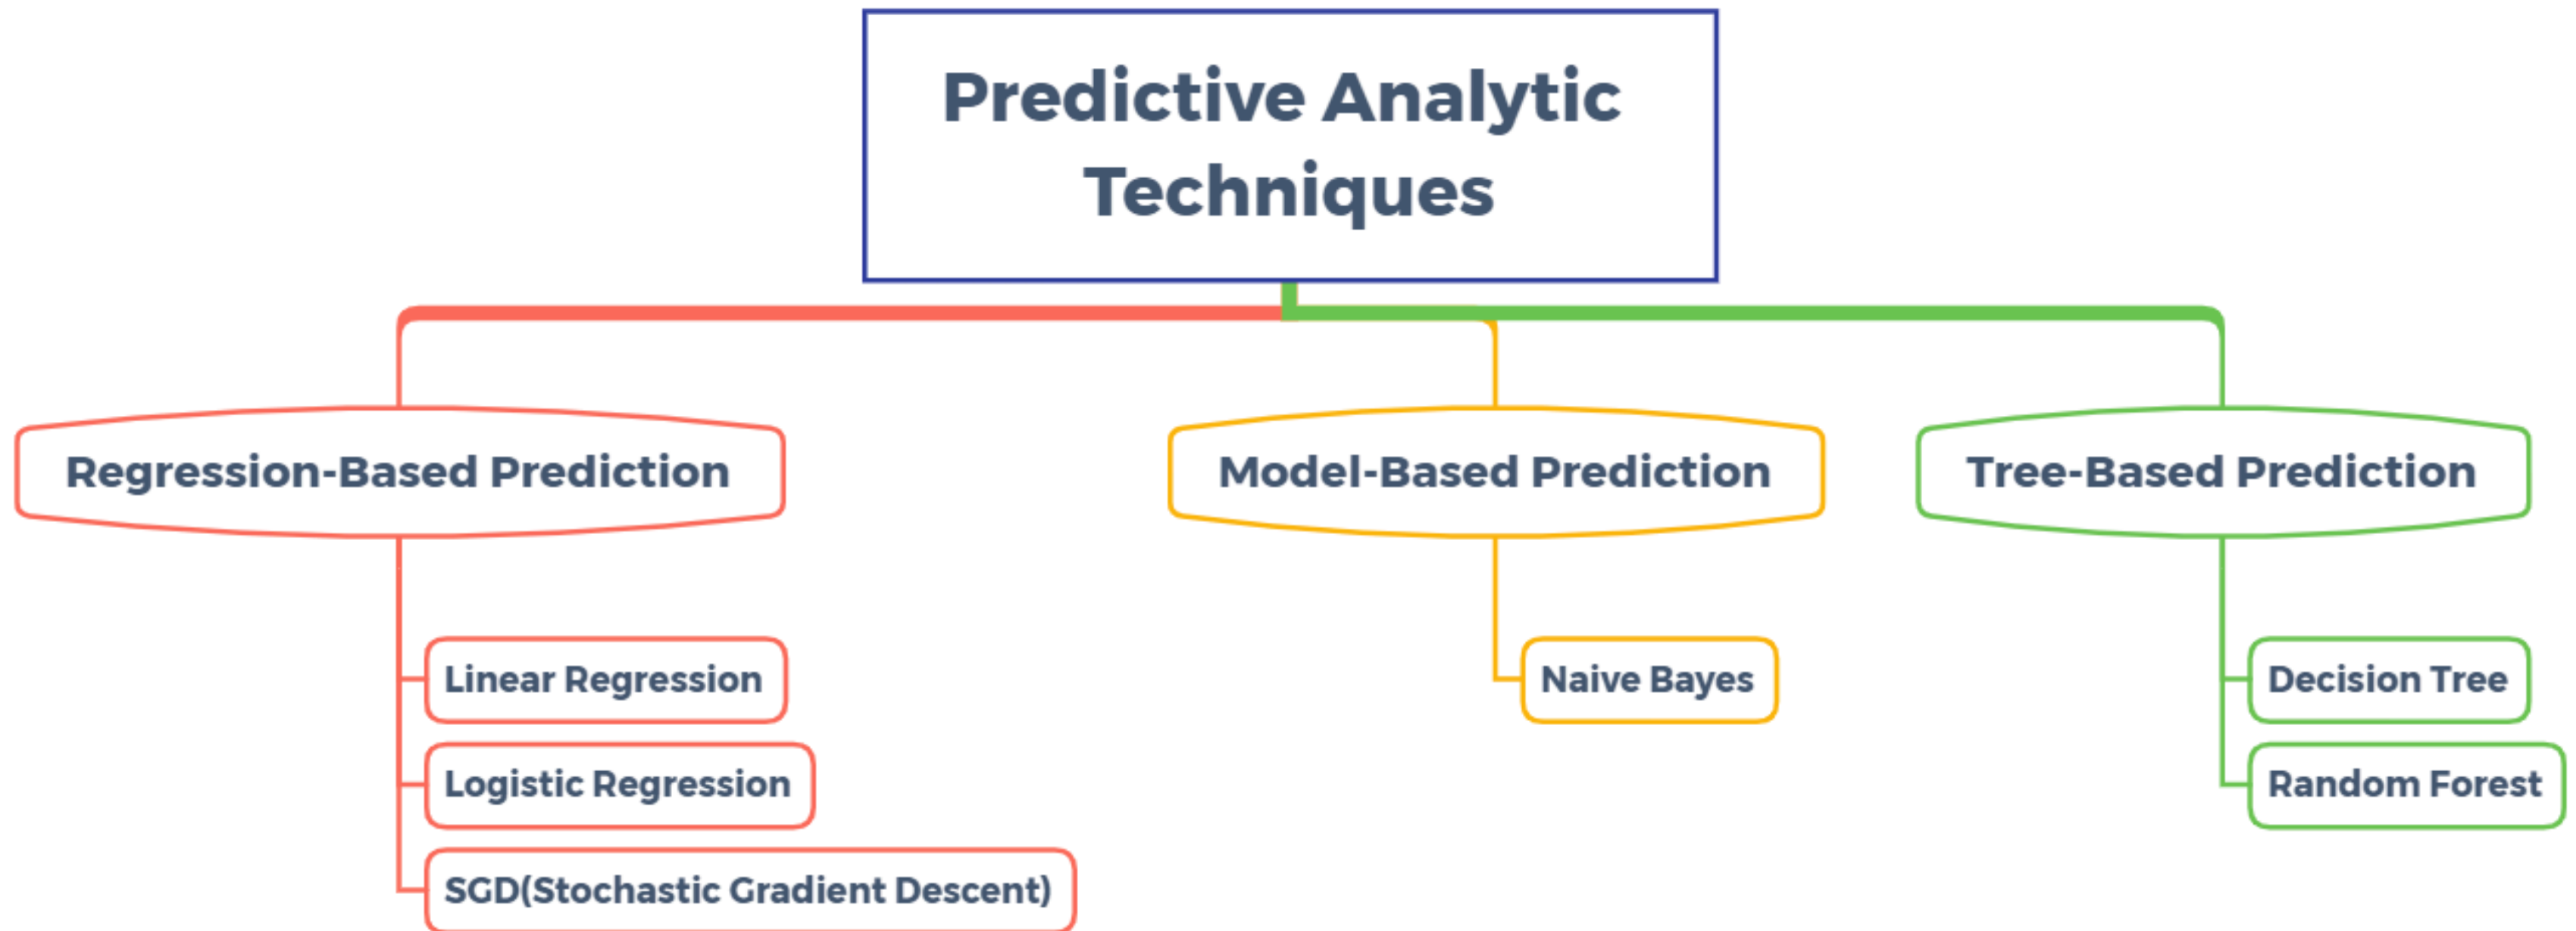 Predictive Analytic
Techniques
Regression-Based Prediction
Model-Based Prediction
Tree-Based Prediction
Linear Regression
Naive Bayes
Decision Tree
Logistic Regression
Random Forest
SGD(Stochastic Gradient Descent)